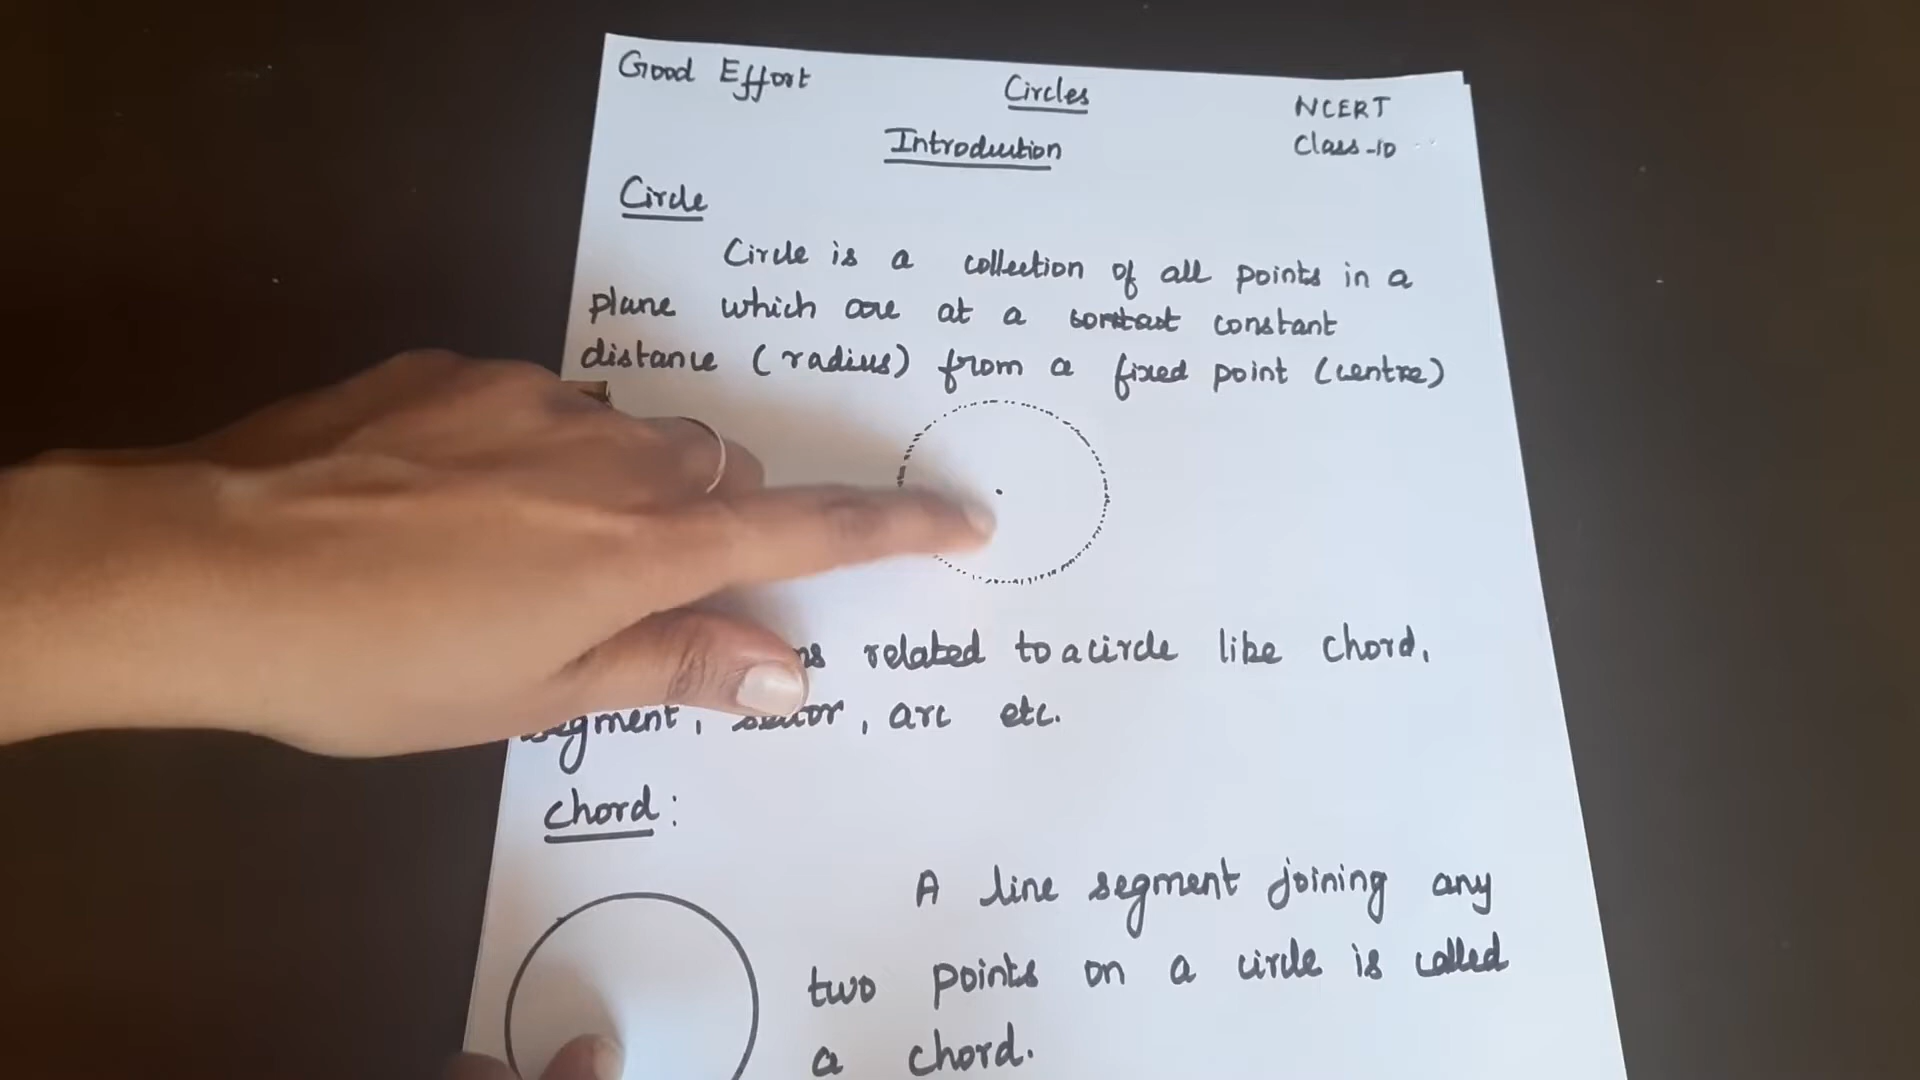 Good Effort
Circles
NCERT
Class-10
Introduction
Circle
Circle is a collection of all points in a
plane which are at a constant
distance (radius) from a fixed point (centre)
related to a circle like chord,
segment, sector, arc etc.
chord:
A line segment joining any
two points on a circle is called
a chord.